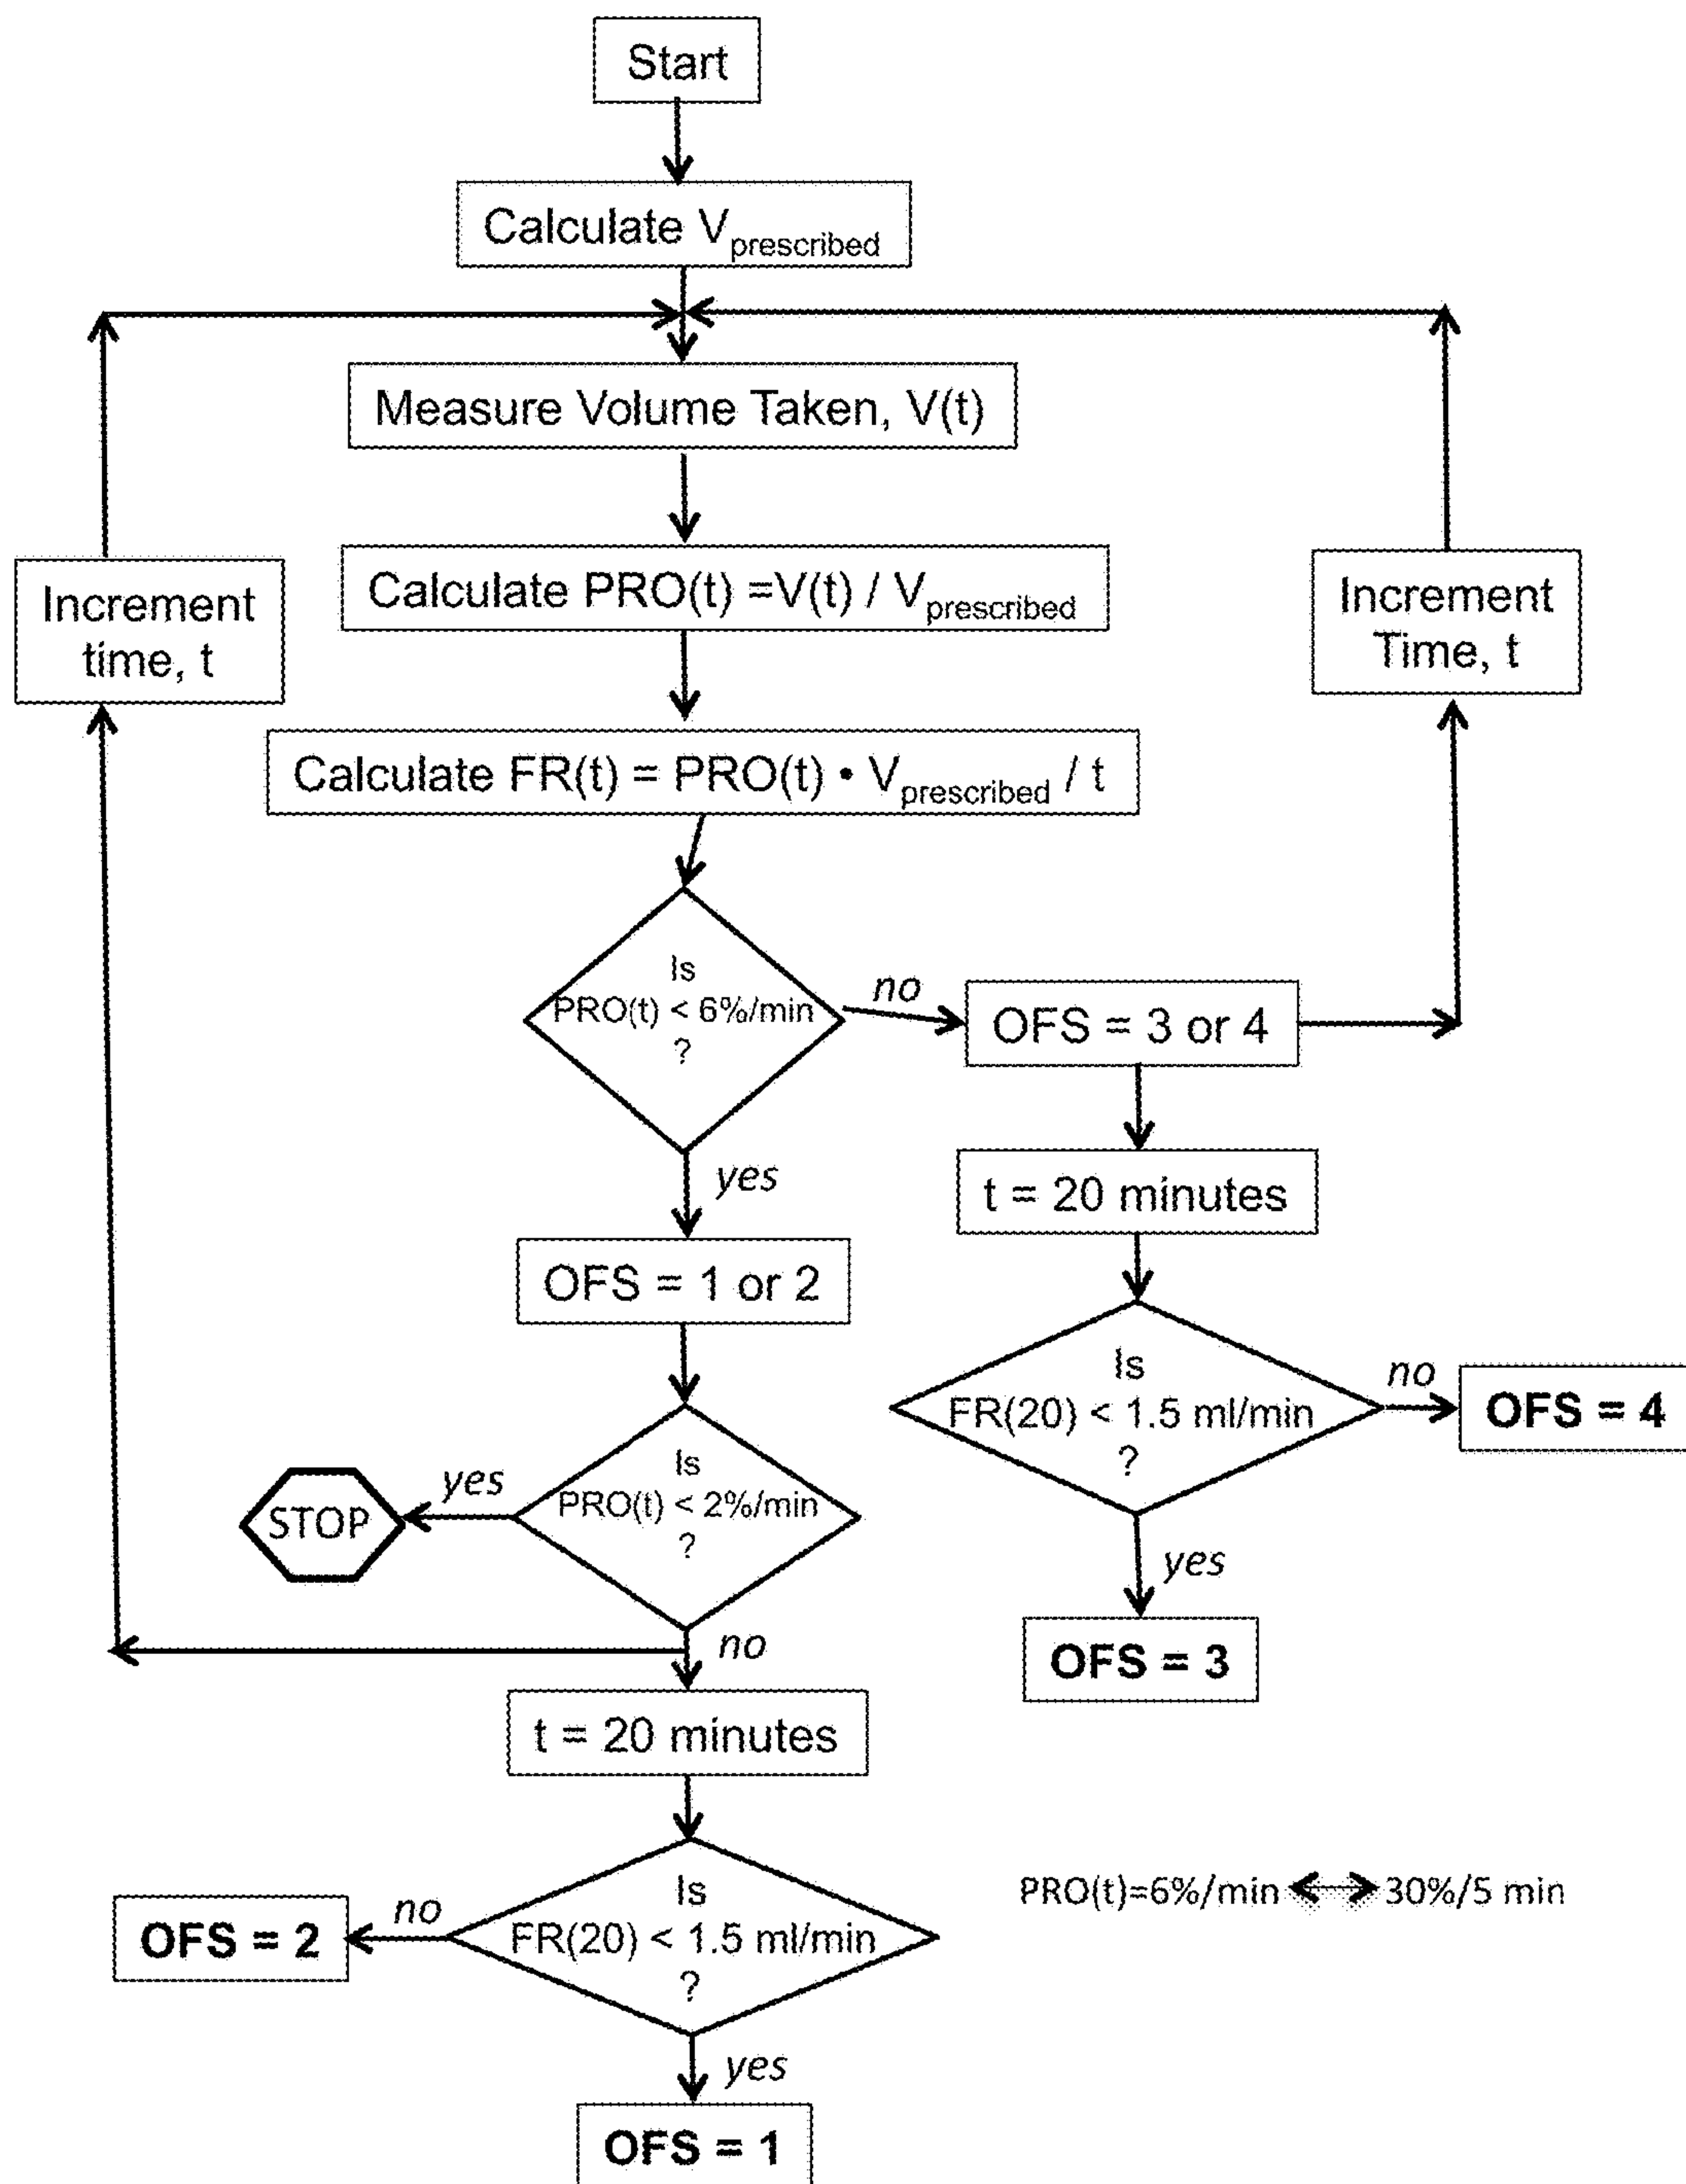 Start
Calculate Vprescribed
Measure Volume Taken, V(t)
Calculate PRO(t) =V(t) / Vprescribed
Increment
time, t
Increment
Time, t
Calculate FR(t) = PRO(t) • Vprescribed / t
Is
PRO(t) < 6%/min
?
no
OFS = 3 or 4
yes
t = 20 minutes
OFS = 1 or 2
Is
FR(20) < 1.5 ml/min
?
no
OFS = 4
Is
PRO(t) < 2%/min
?
yes
STOP
yes
no
OFS = 3
t = 20 minutes
PRO(t)=6%/min ⟷ 30%/5 min
Is
FR(20) < 1.5 ml/min
?
no
OFS = 2
yes
OFS = 1